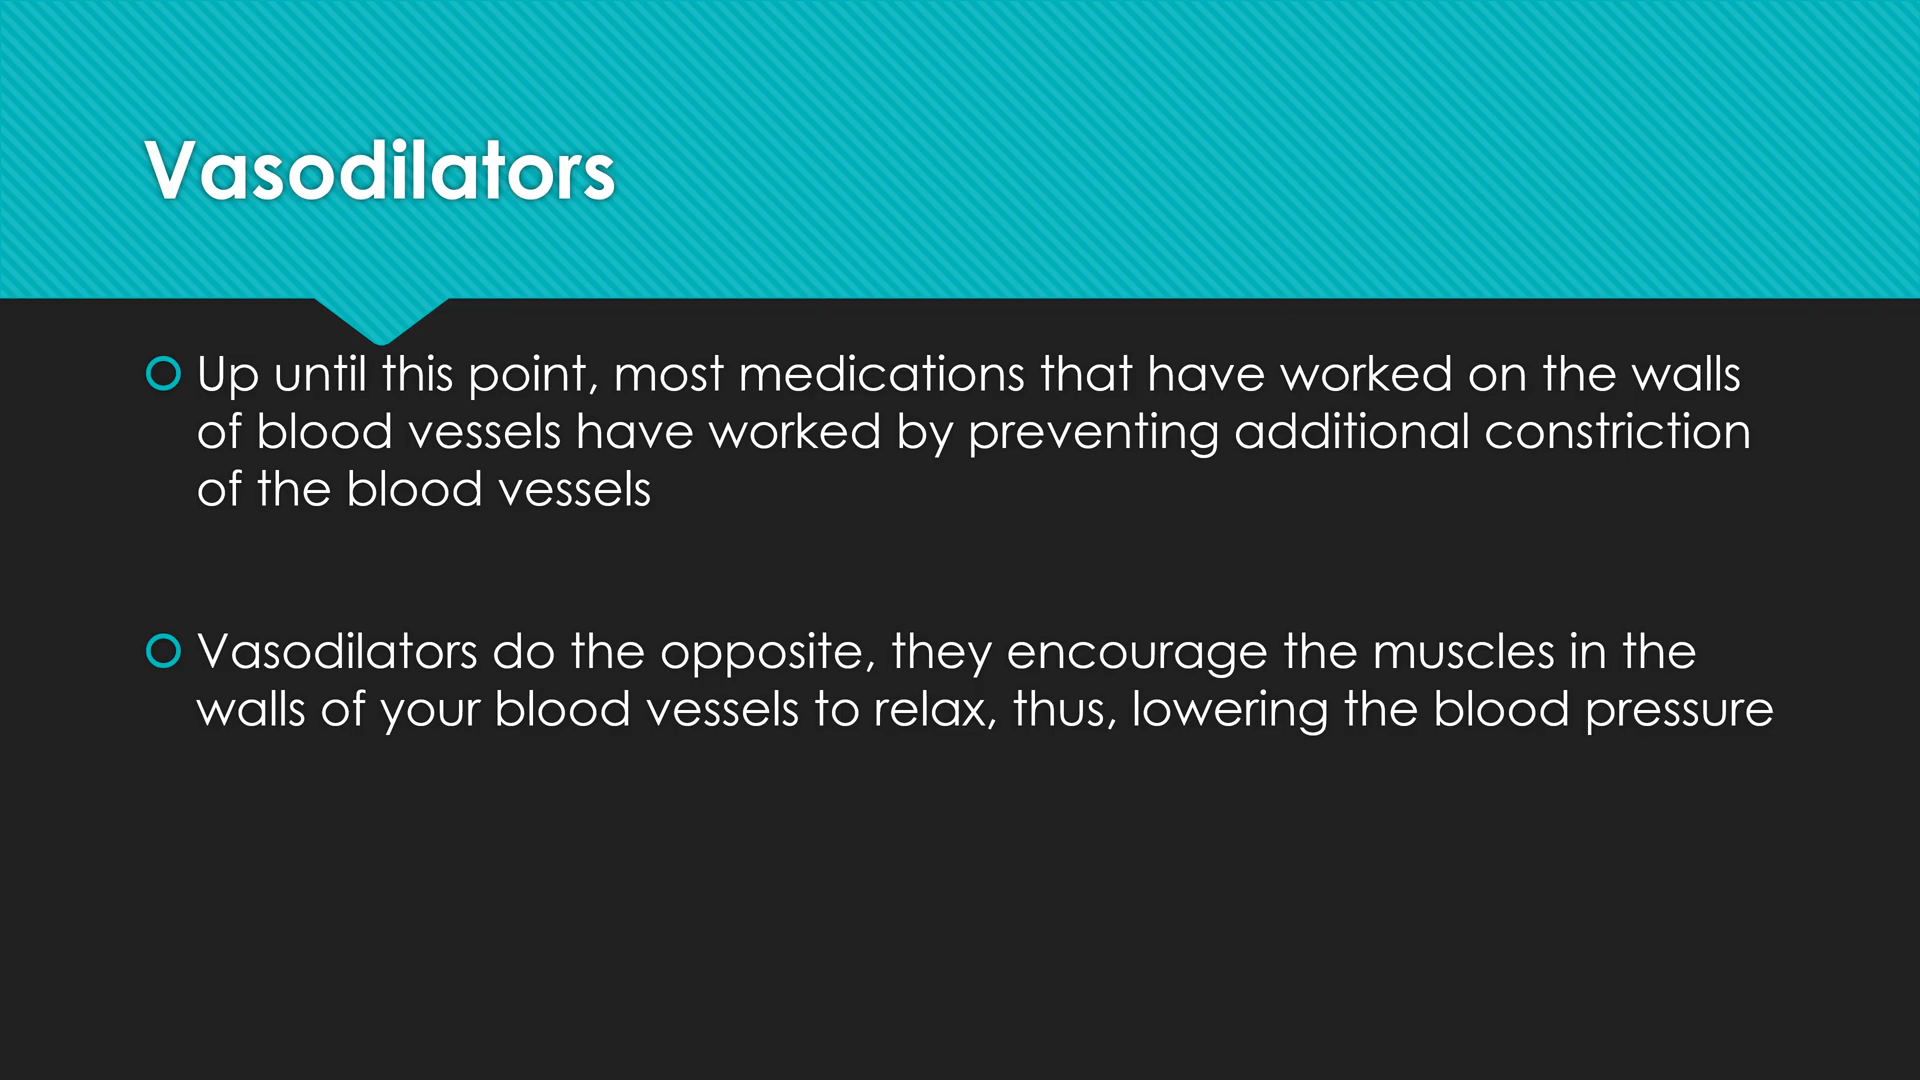 Vasodilators
Up until this point, most medications that have worked on the walls
of blood vessels have worked by preventing additional constriction
of the blood vessels
Vasodilators do the opposite, they encourage the muscles in the
walls of your blood vessels to relax, thus, lowering the blood pressure